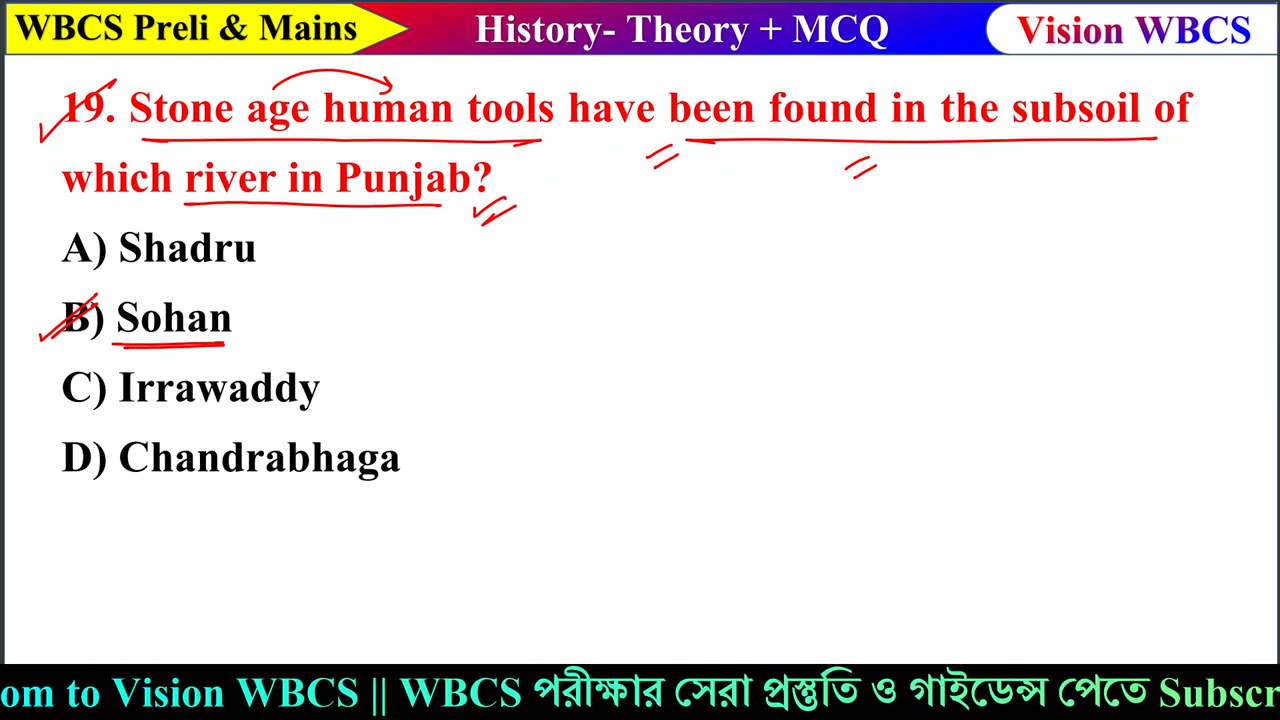 WBCS Preli & Mains
History- Theory + MCQ
Vision WBCS
19. Stone age human tools have been found in the subsoil of
which river in Punjab?
A) Shadru
B) Sohan
C) Irrawaddy
D) Chandrabhaga
om to Vision WBCS || WBCS পরীক্ষার সেরা প্রস্তুতি ও গাইডেন্স পেতে Subscr